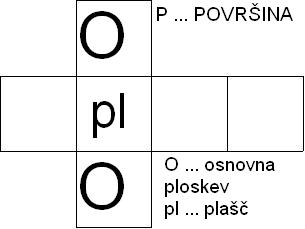 O
P ... POVRŠINA
pl
O
O ... osnovna
ploskev
pl ... plašč